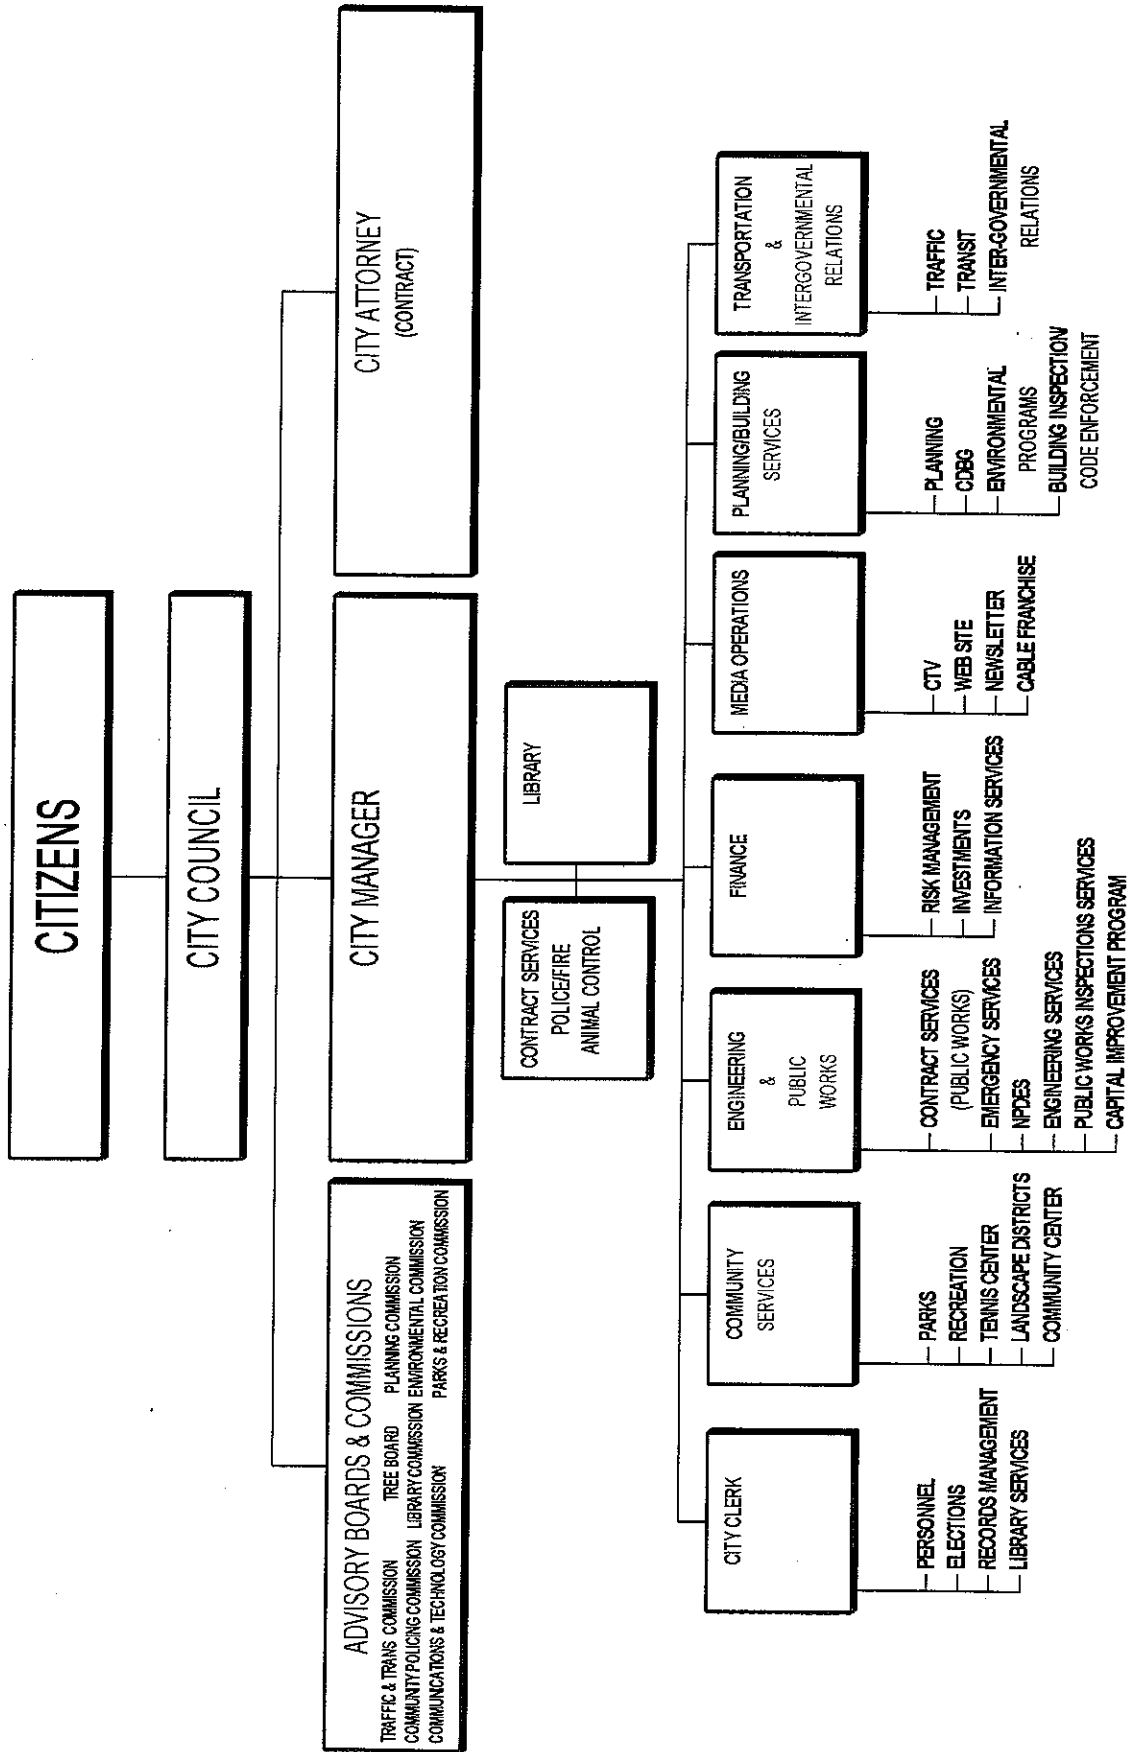 CITIZENS
CITY COUNCIL
ADVISORY BOARDS & COMMISSIONS
TRAFFIC & TRANS COMMISSION TREE BOARD PLANNING COMMISSION
COMMUNITY POLICING COMMISSION LIBRARY COMMISSION ENVIRONMENTAL COMMISSION
COMMUNICATIONS & TECHNOLOGY COMMISSION PARKS & RECREATION COMMISSION
CITY MANAGER
CITY ATTORNEY
(CONTRACT)
CONTRACT SERVICES
POLICE/FIRE
ANIMAL CONTROL
LIBRARY
CITY CLERK
PERSONNEL
ELECTIONS
RECORDS MANAGEMENT
LIBRARY SERVICES
COMMUNITY
SERVICES
PARKS
RECREATION
TENNIS CENTER
LANDSCAPE DISTRICTS
COMMUNITY CENTER
ENGINEERING
&
PUBLIC
WORKS
CONTRACT SERVICES
(PUBLIC WORKS)
EMERGENCY SERVICES
NPDES
ENGINEERING SERVICES
PUBLIC WORKS INSPECTIONS SERVICES
CAPITAL IMPROVEMENT PROGRAM
FINANCE
RISK MANAGEMENT
INVESTMENTS
INFORMATION SERVICES
MEDIA OPERATIONS
CTV
WEB SITE
NEWSLETTER
CABLE FRANCHISE
PLANNING/BUILDING
SERVICES
PLANNING
CDBG
ENVIRONMENTAL
PROGRAMS
BUILDING INSPECTION/
CODE ENFORCEMENT
TRANSPORTATION
&
INTERGOVERNMENTAL
RELATIONS
TRAFFIC
TRANSIT
INTER-GOVERNMENTAL
RELATIONS